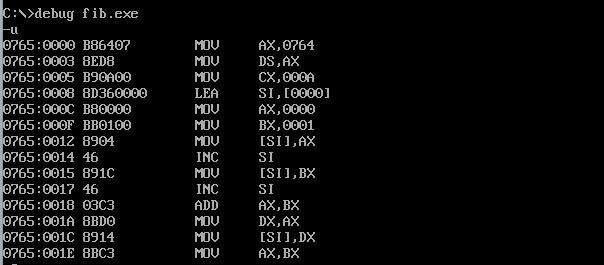 C:\>debug fib.exe
-u
0765:0000 B86407 MOV AX,0764
0765:0003 8ED8 MOV DS,AX
0765:0005 B90A00 MOV CX,000A
0765:0008 8D360000 LEA SI,[0000]
0765:000C B80000 MOV AX,0000
0765:000F BB0100 MOV BX,0001
0765:0012 8904 MOV [SI],AX
0765:0014 46 INC SI
0765:0015 891C MOV [SI],BX
0765:0017 46 INC SI
0765:0018 03C3 ADD AX,BX
0765:001A 8BD0 MOV DX,AX
0765:001C 8914 MOV [SI],DX
0765:001E 8BC3 MOV AX,BX